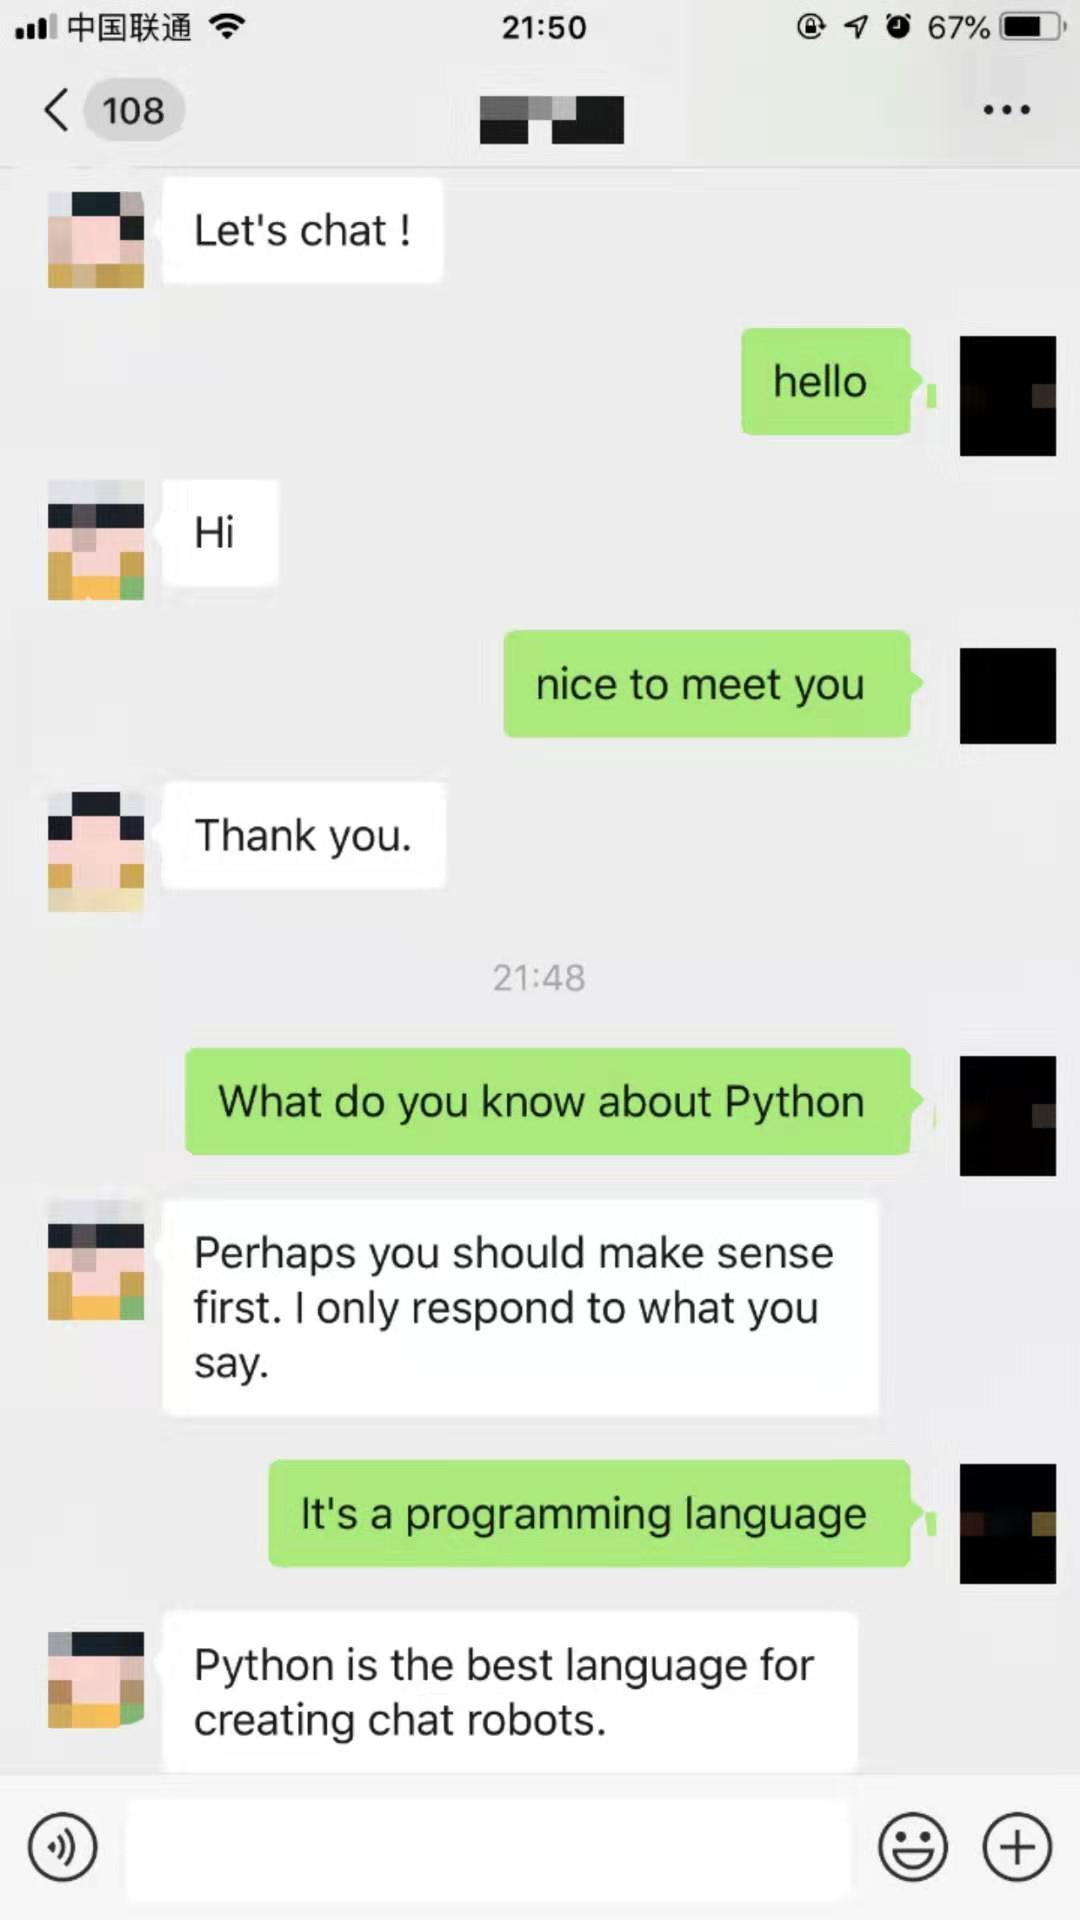 中国联通 21:50 67%
108
Let's chat !
hello
Hi
nice to meet you
Thank you.
21:48
What do you know about Python
Perhaps you should make sense
first. I only respond to what you
say.
It's a programming language
Python is the best language for
creating chat robots.